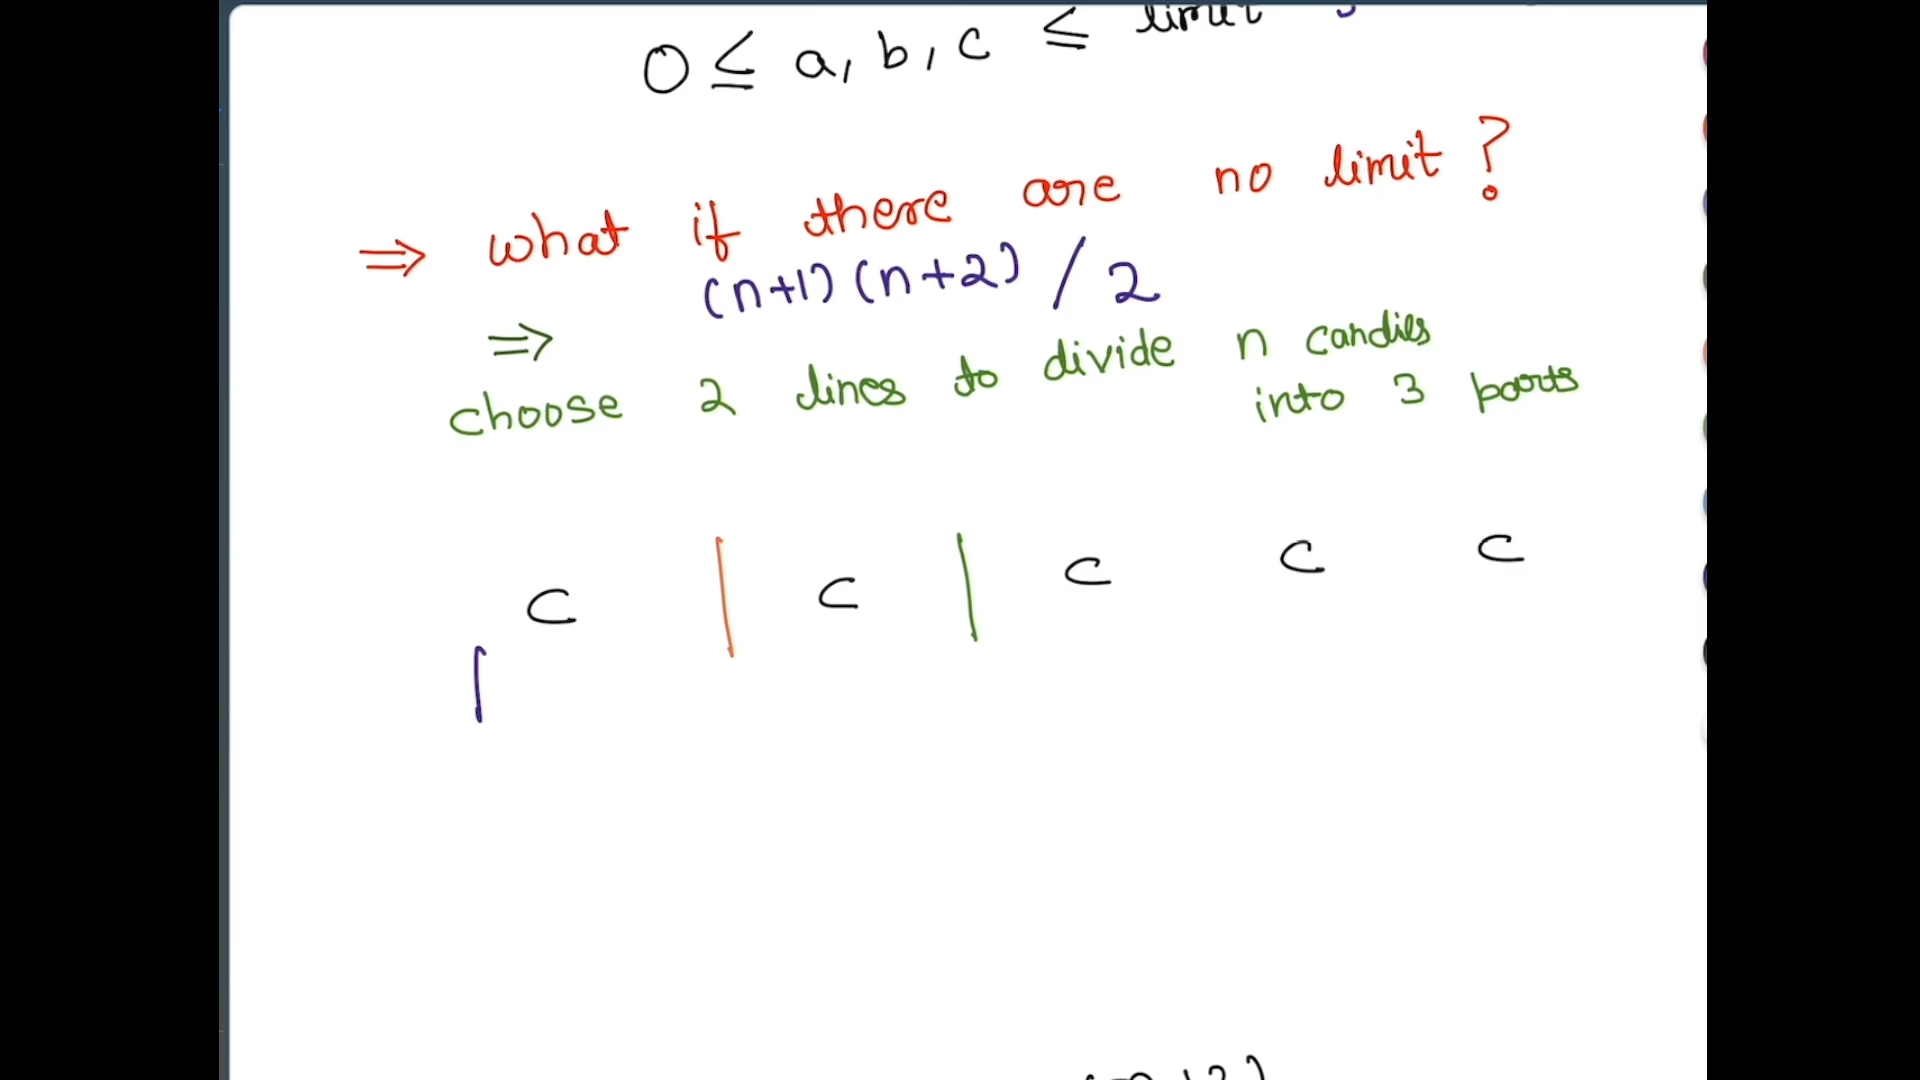 0 ≤ a, b, c ≤ limit
⇒ what if there are no limit?
(n+1) (n+2) / 2
⇒
choose 2 lines to divide n candies
into 3 parts
c | c | c c c
|